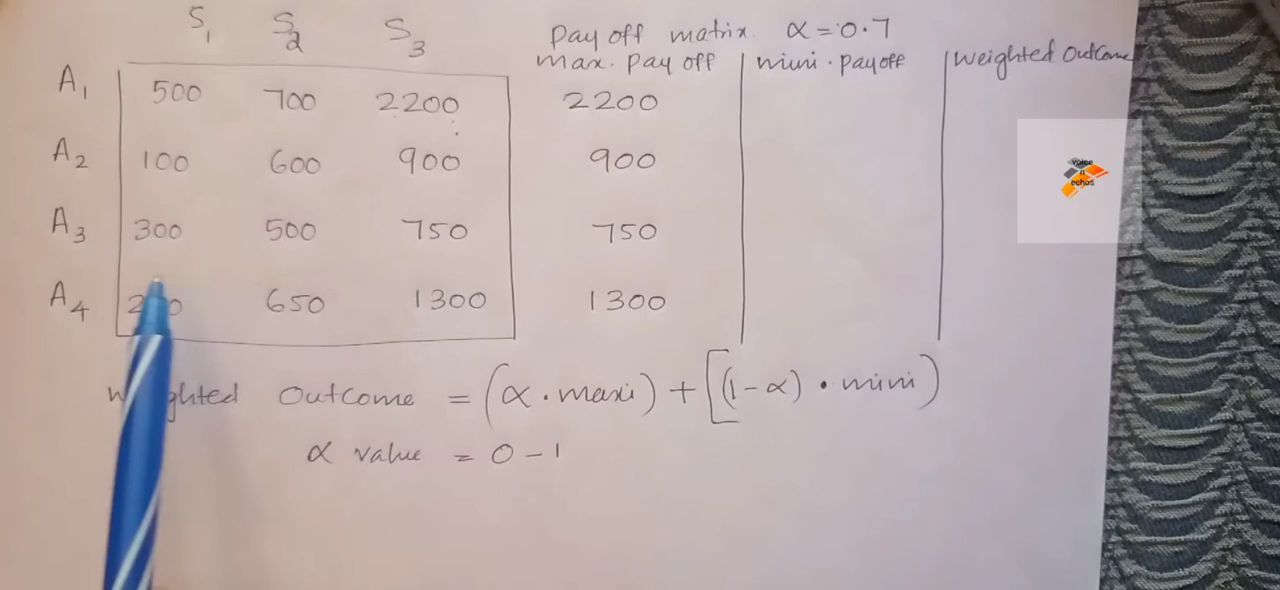 S1 S2 S3 Pay off matrix α = 0.7
max. pay off mini. payoff weighted outcome
A1 500 700 2200 2200
A2 100 600 900 900
A3 300 500 750 750
A4 650 1300 1300
outcome = (α . maxi) + [(1-α) . mini)
α value = 0 - 1
voice
n
echos